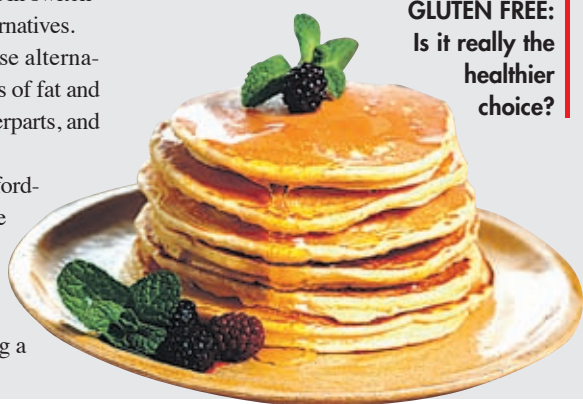 rnatives.
se alterna-
s of fat and
erparts, and
ford-
g a
GLUTEN FREE:
Is it really the
healthier
choice?